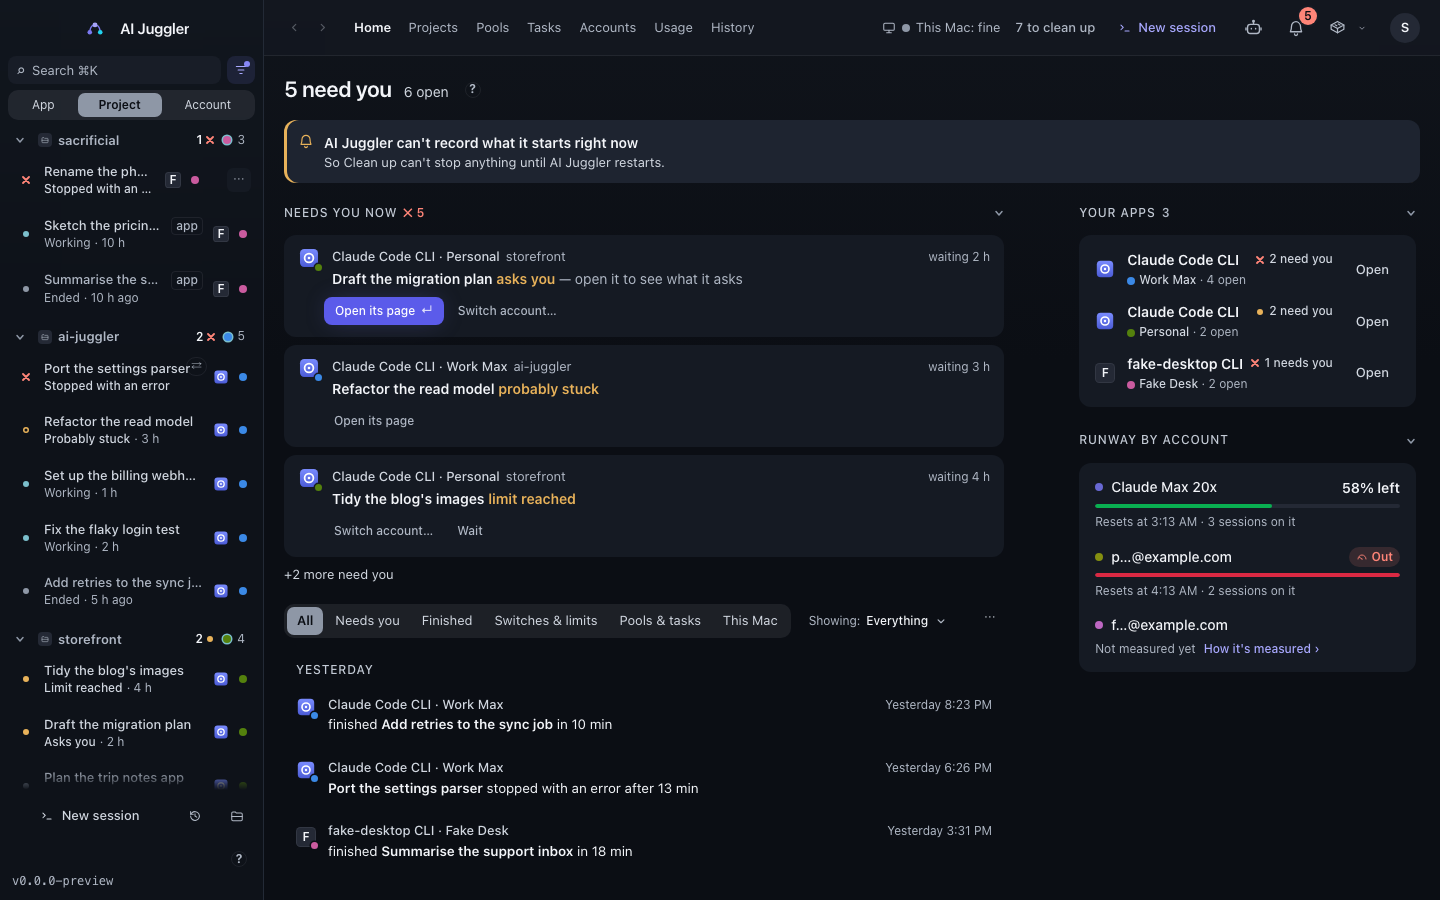 AI Juggler
Search ⌘K
App Project Account
sacrificial 1 3
Rename the ph...
Stopped with an ... F
Sketch the pricin... app
Working · 10 h F
Summarise the s... app
Ended · 10 h ago F
ai-juggler 2 5
Port the settings parser
Stopped with an error
Refactor the read model
Probably stuck · 3 h
Set up the billing webh...
Working · 1 h
Fix the flaky login test
Working · 2 h
Add retries to the sync j...
Ended · 5 h ago
storefront 2 4
Tidy the blog's images
Limit reached · 4 h
Draft the migration plan
Asks you · 2 h
Plan the trip notes app
New session
?
v0.0.0-preview
Home Projects Pools Tasks Accounts Usage History
This Mac: fine 7 to clean up New session 5 S
5 need you 6 open ?
AI Juggler can't record what it starts right now
So Clean up can't stop anything until AI Juggler restarts.
NEEDS YOU NOW 5
Claude Code CLI · Personal storefront waiting 2 h
Draft the migration plan asks you — open it to see what it asks
Open its page ↵ Switch account...
Claude Code CLI · Work Max ai-juggler waiting 3 h
Refactor the read model probably stuck
Open its page
Claude Code CLI · Personal storefront waiting 4 h
Tidy the blog's images limit reached
Switch account... Wait
+2 more need you
All Needs you Finished Switches & limits Pools & tasks This Mac Showing: Everything ...
YESTERDAY
Claude Code CLI · Work Max Yesterday 8:23 PM
finished Add retries to the sync job in 10 min
Claude Code CLI · Work Max Yesterday 6:26 PM
Port the settings parser stopped with an error after 13 min
F fake-desktop CLI · Fake Desk Yesterday 3:31 PM
finished Summarise the support inbox in 18 min
YOUR APPS 3
Claude Code CLI 2 need you
Work Max · 4 open Open
Claude Code CLI 2 need you
Personal · 2 open Open
F fake-desktop CLI 1 needs you
Fake Desk · 2 open Open
RUNWAY BY ACCOUNT
Claude Max 20x 58% left
Resets at 3:13 AM · 3 sessions on it
p...@example.com Out
Resets at 4:13 AM · 2 sessions on it
f...@example.com
Not measured yet How it's measured ›